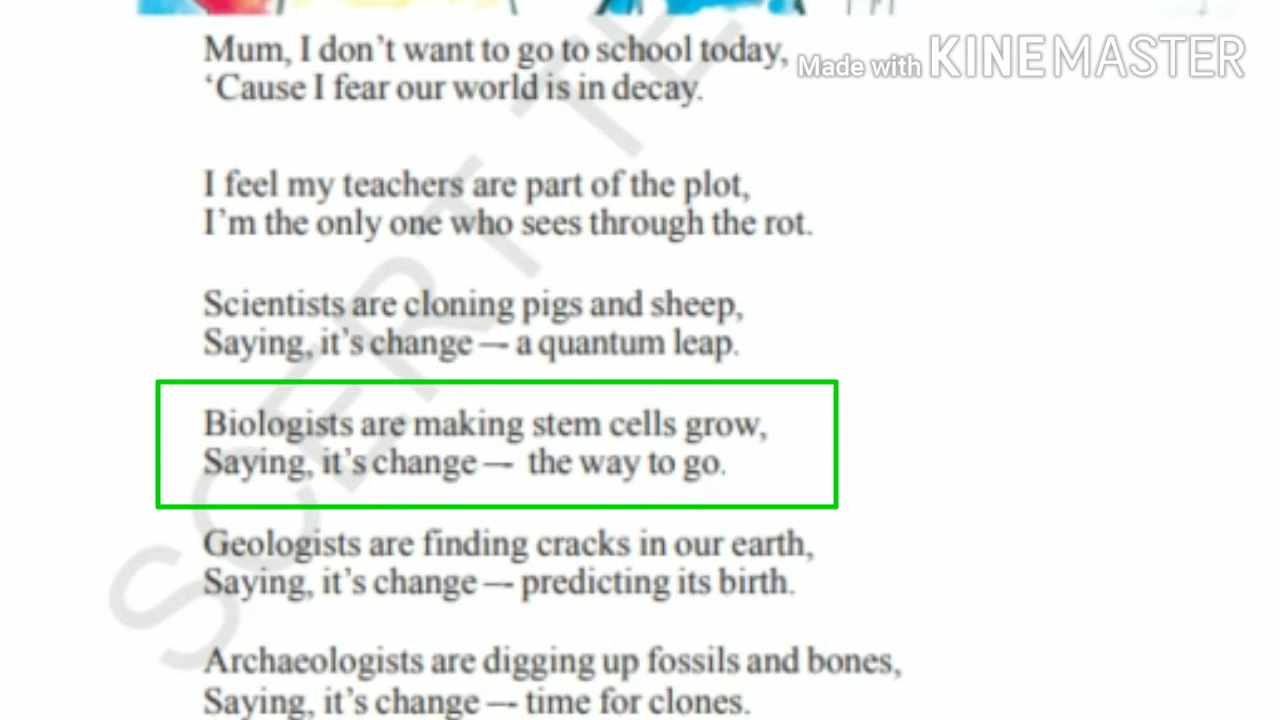 Made with KINEMASTER
Mum, I don't want to go to school today,
‘Cause I fear our world is in decay.
I feel my teachers are part of the plot,
I'm the only one who sees through the rot.
Scientists are cloning pigs and sheep,
Saying, it's change — a quantum leap.
Biologists are making stem cells grow,
Saying, it's change — the way to go.
Geologists are finding cracks in our earth,
Saying, it's change — predicting its birth.
Archaeologists are digging up fossils and bones,
Saying, it's change — time for clones.
SCERT TE